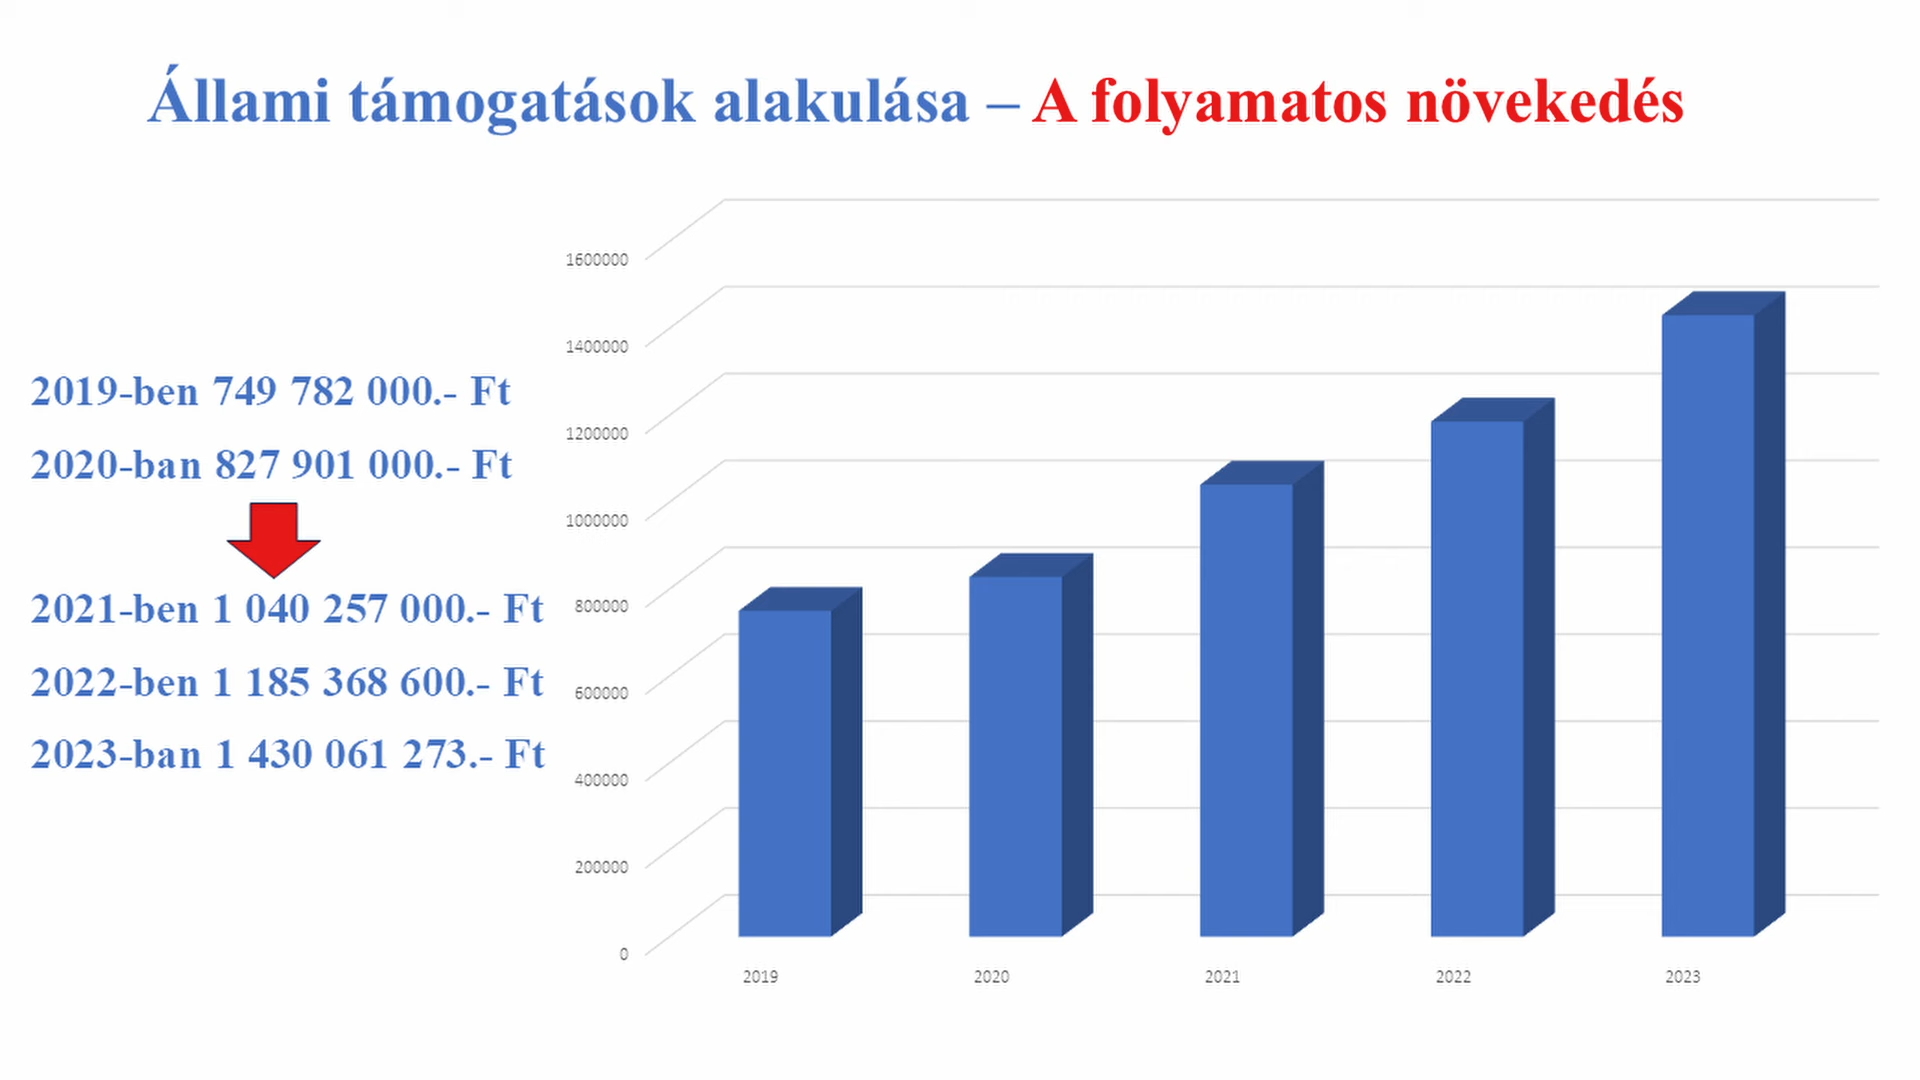 Állami támogatások alakulása – A folyamatos növekedés
2019-ben 749 782 000.- Ft
2020-ban 827 901 000.- Ft
2021-ben 1 040 257 000.- Ft
2022-ben 1 185 368 600.- Ft
2023-ban 1 430 061 273.- Ft
1600000
1400000
1200000
1000000
800000
600000
400000
200000
0
2019 2020 2021 2022 2023